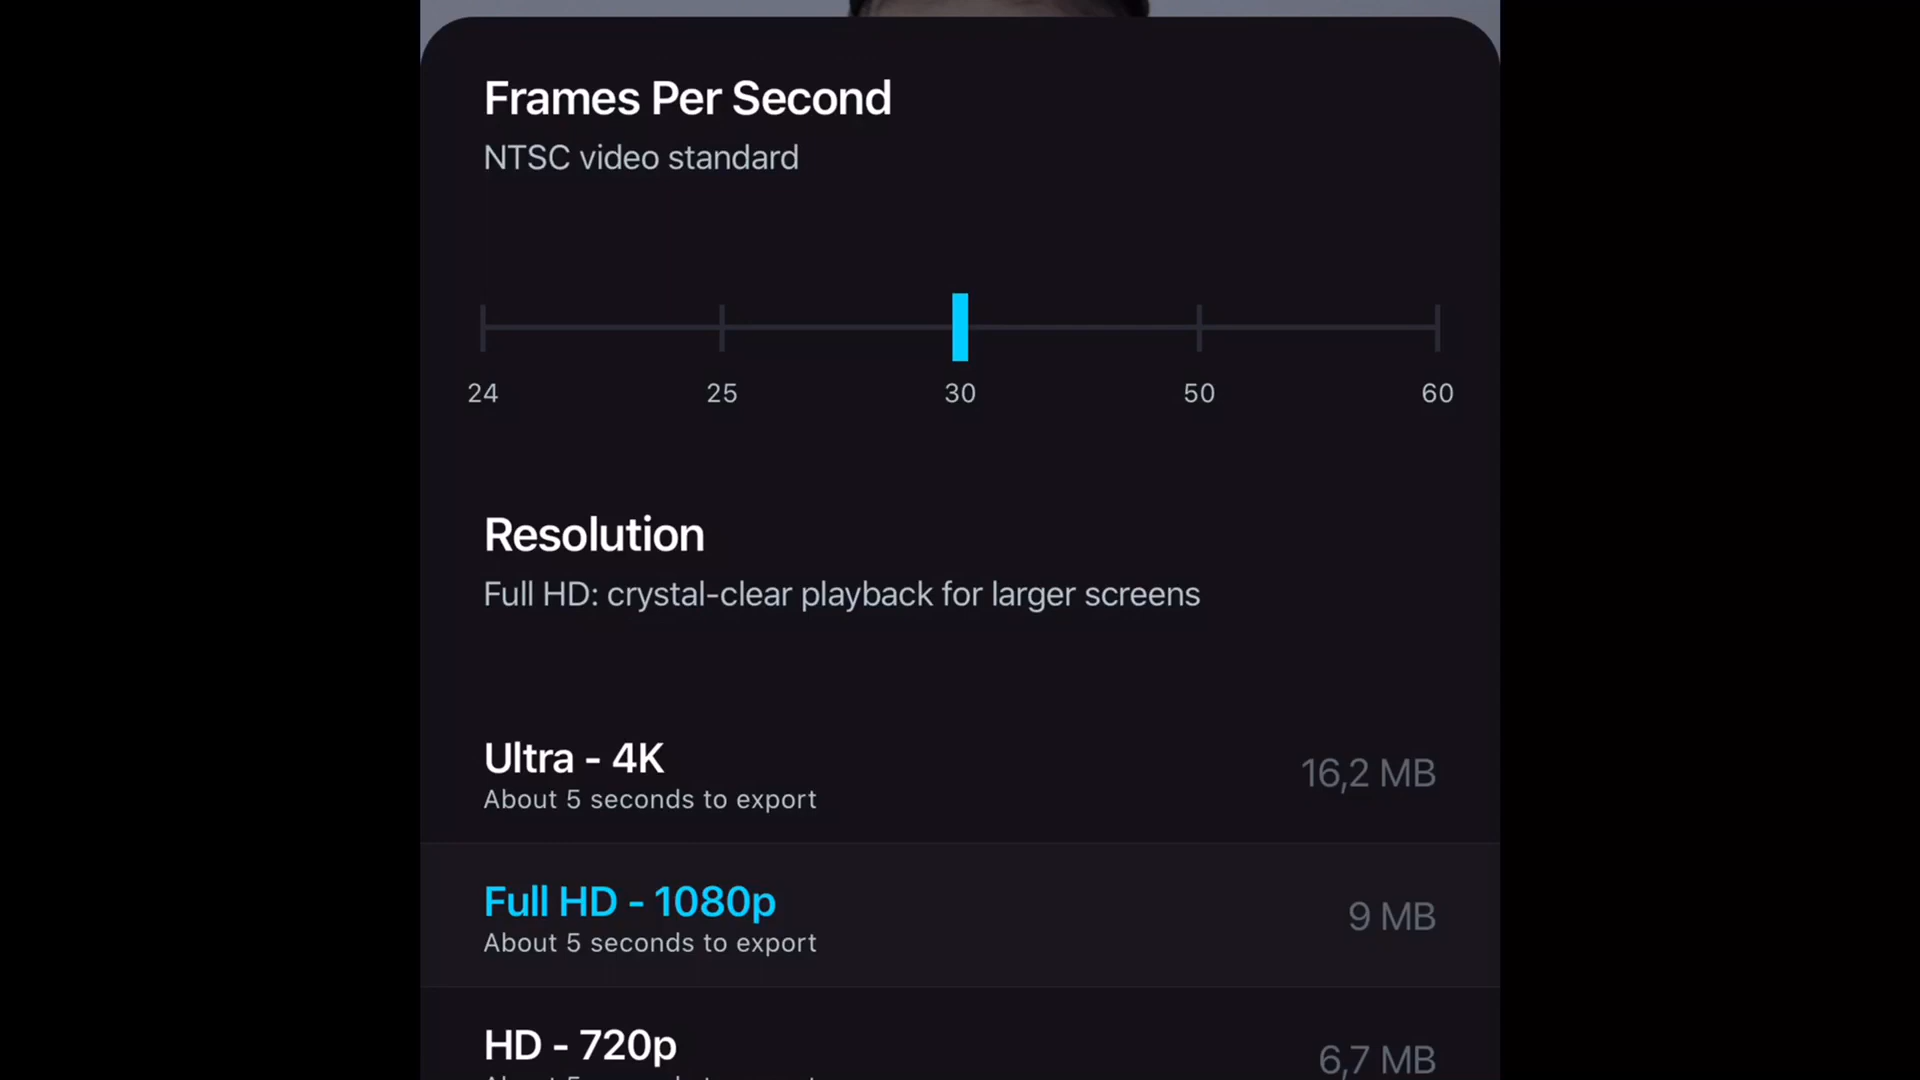 Frames Per Second
NTSC video standard
24 25 30 50 60
Resolution
Full HD: crystal-clear playback for larger screens
Ultra - 4K
16,2 MB
About 5 seconds to export
Full HD - 1080p
9 MB
About 5 seconds to export
HD - 720p
6,7 MB